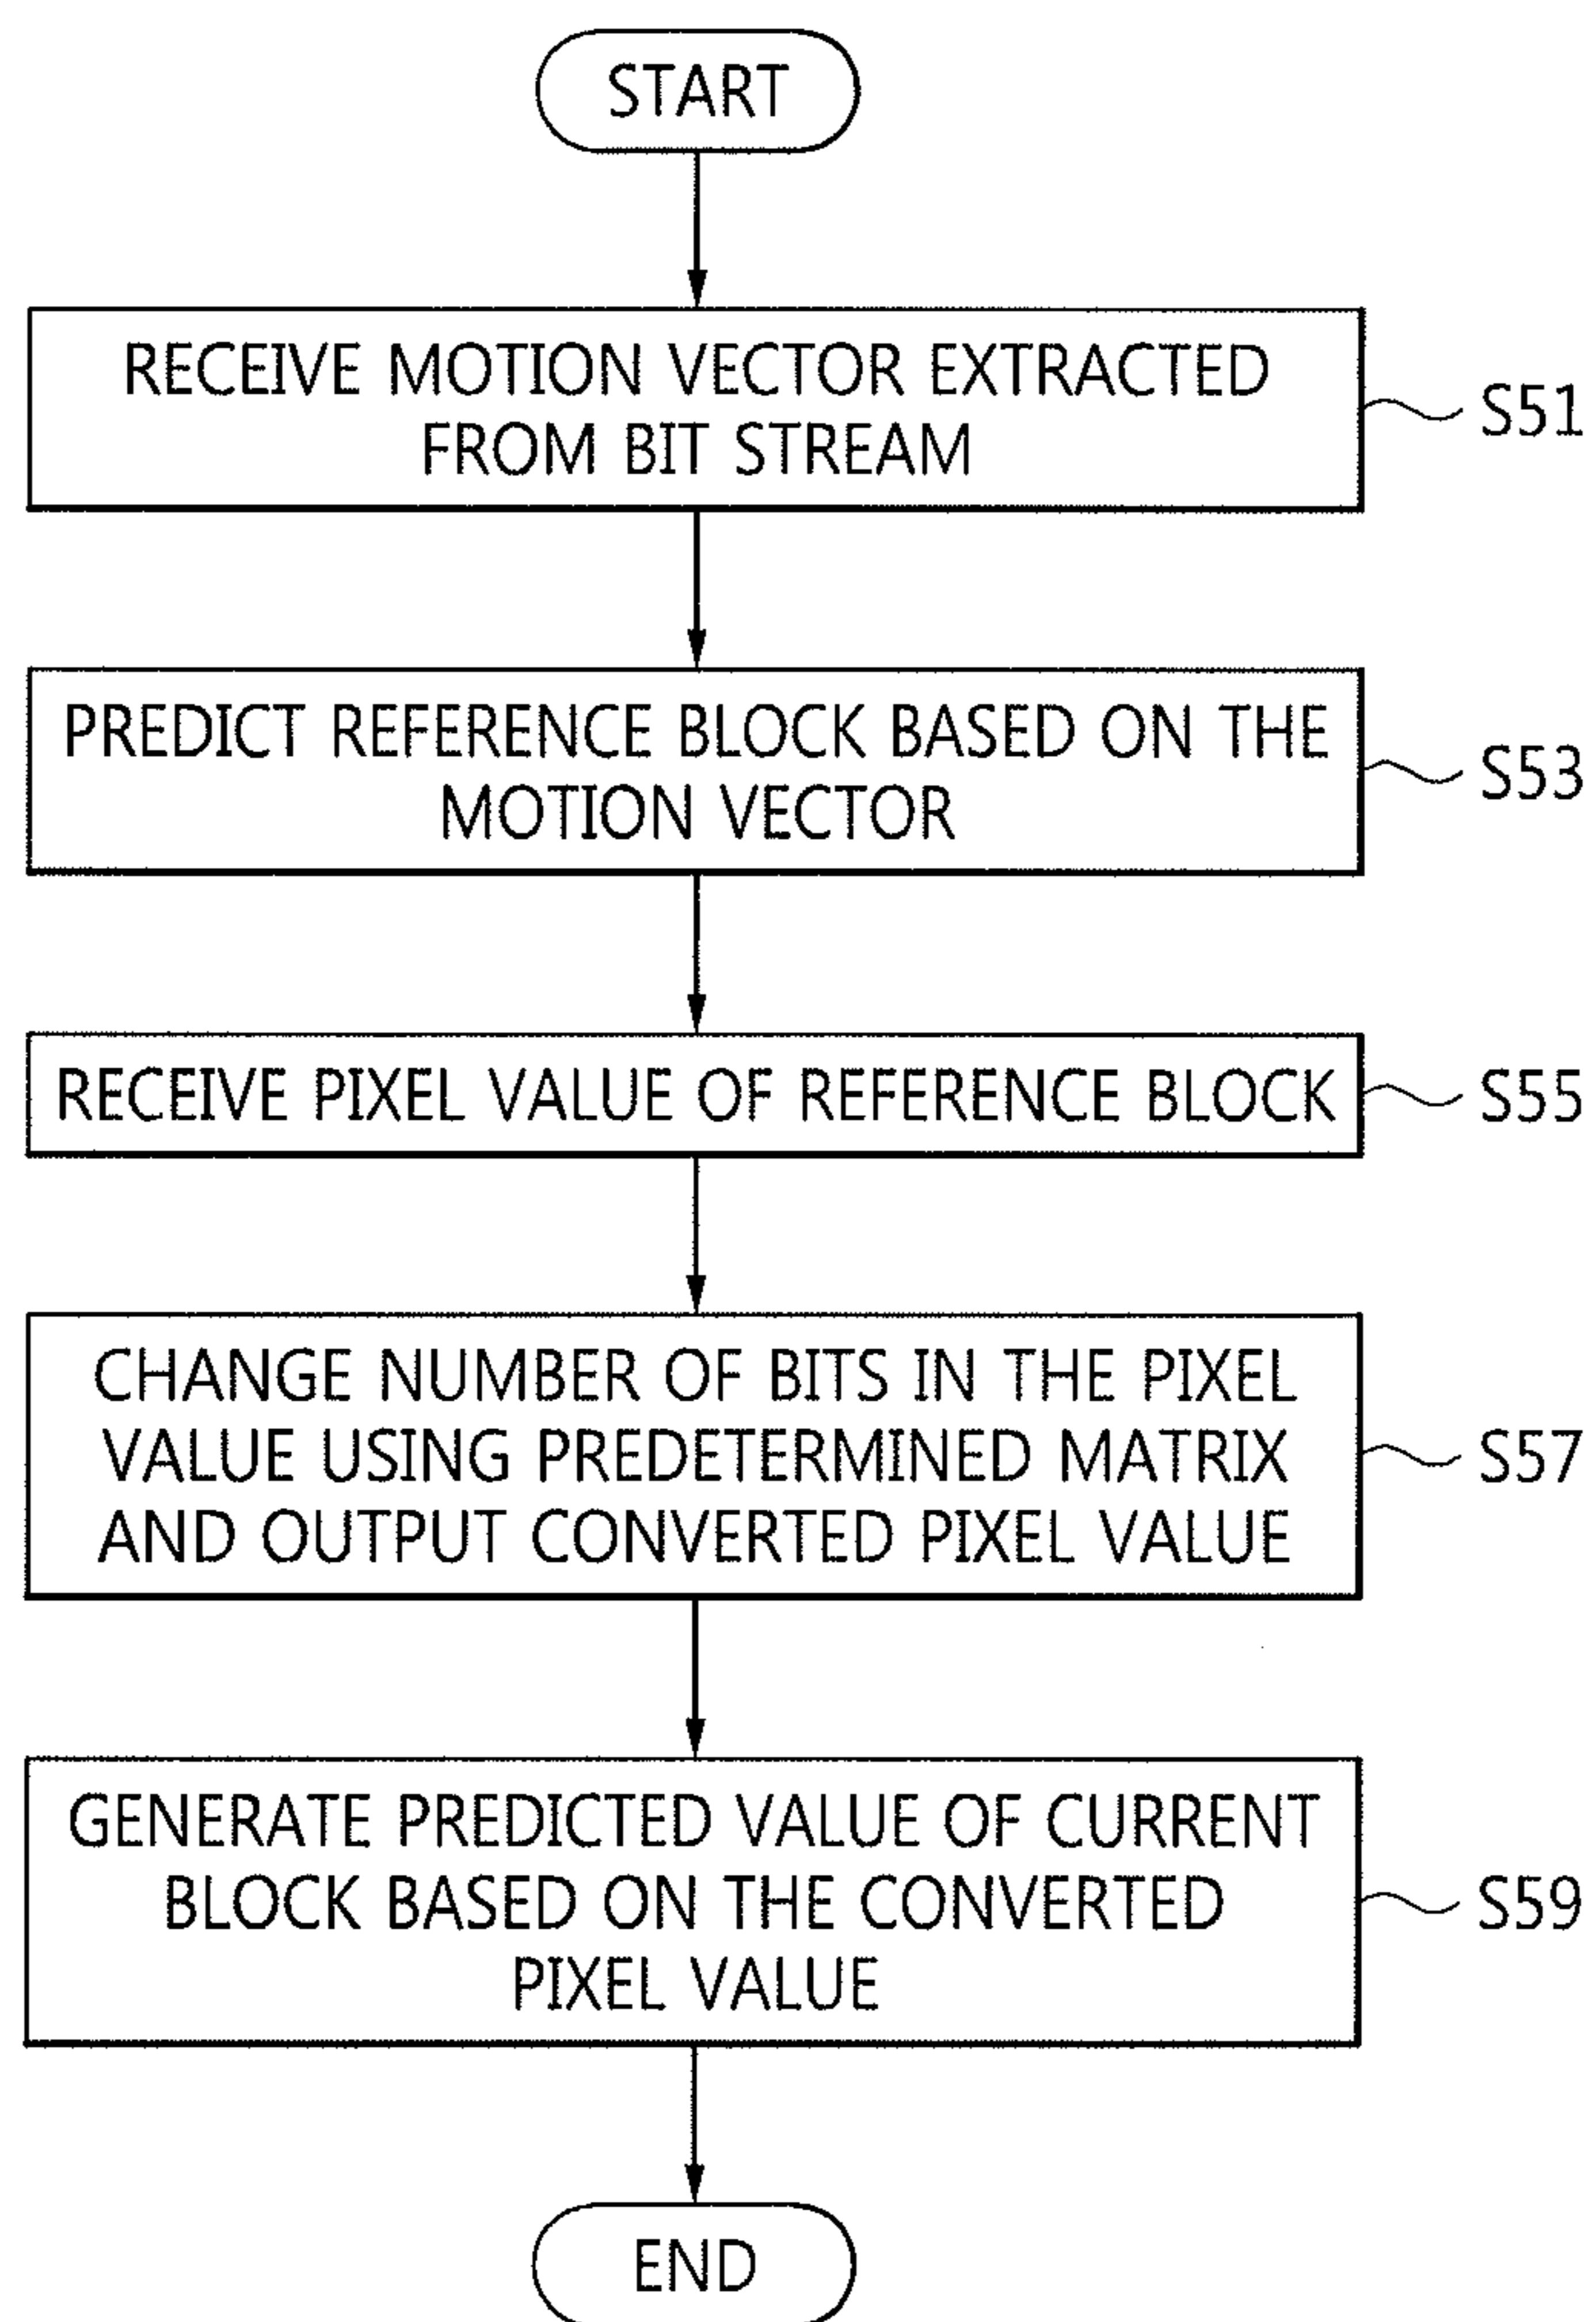 START
RECEIVE MOTION VECTOR EXTRACTED
FROM BIT STREAM
S51
PREDICT REFERENCE BLOCK BASED ON THE
MOTION VECTOR
S53
RECEIVE PIXEL VALUE OF REFERENCE BLOCK
S55
CHANGE NUMBER OF BITS IN THE PIXEL
VALUE USING PREDETERMINED MATRIX
AND OUTPUT CONVERTED PIXEL VALUE
S57
GENERATE PREDICTED VALUE OF CURRENT
BLOCK BASED ON THE CONVERTED
PIXEL VALUE
S59
END